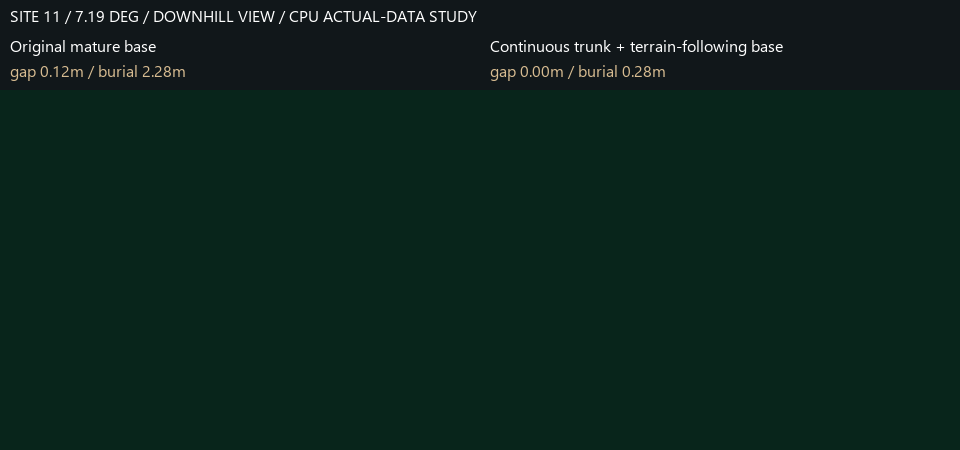 SITE 11 / 7.19 DEG / DOWNHILL VIEW / CPU ACTUAL-DATA STUDY
Original mature base
gap 0.12m / burial 2.28m
Continuous trunk + terrain-following base
gap 0.00m / burial 0.28m